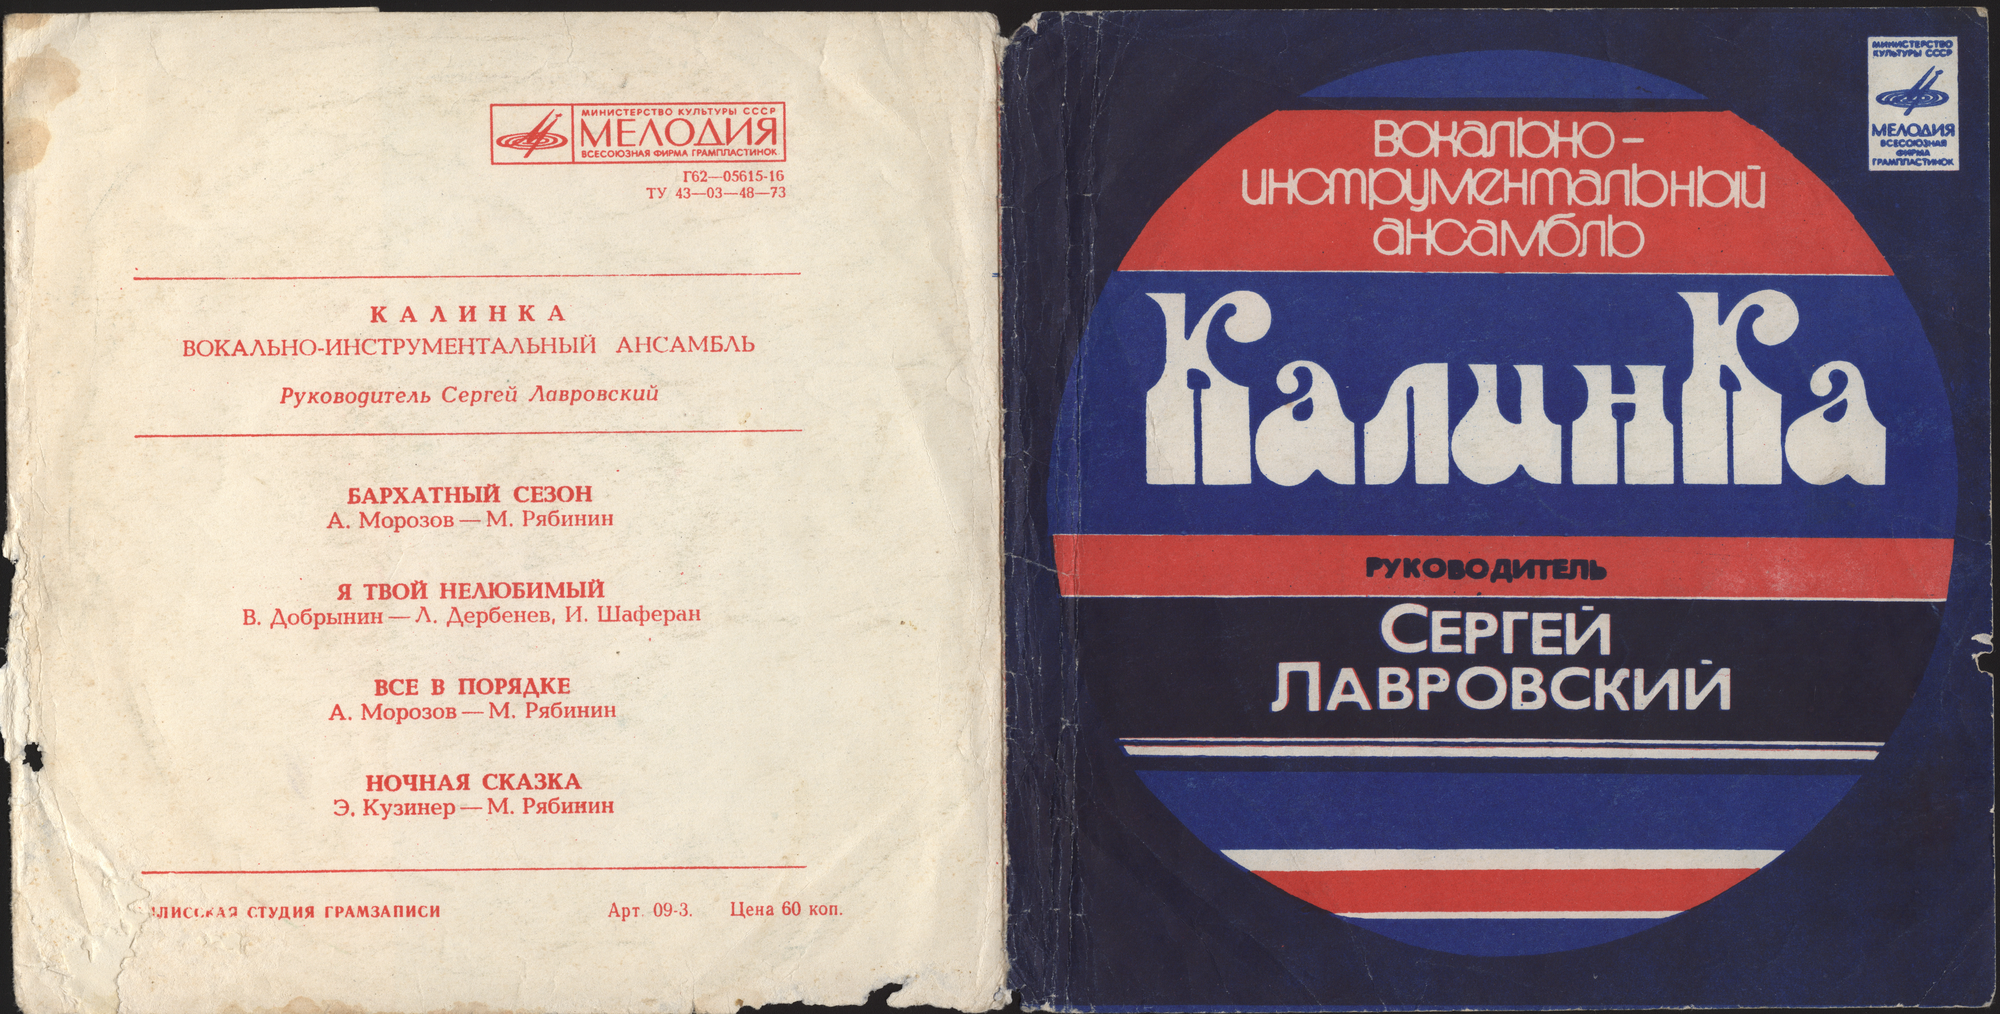 МИНИСТЕРСТВО КУЛЬТУРЫ СССР
МЕЛОДИЯ
ВСЕСОЮЗНАЯ ФИРМА ГРАМПЛАСТИНОК
Г62—05615-16
ТУ 43—03—48—73
КАЛИНКА
ВОКАЛЬНО-ИНСТРУМЕНТАЛЬНЫЙ АНСАМБЛЬ
Руководитель Сергей Лавровский
БАРХАТНЫЙ СЕЗОН
А. Морозов — М. Рябинин
Я ТВОЙ НЕЛЮБИМЫЙ
В. Добрынин — Л. Дербенев, И. Шаферан
ВСЕ В ПОРЯДКЕ
А. Морозов — М. Рябинин
НОЧНАЯ СКАЗКА
Э. Кузинер — М. Рябинин
СТУДИЯ ГРАМЗАПИСИ
Арт. 09-3. Цена 60 коп.
МИНИСТЕРСТВО
КУЛЬТУРЫ СССР
МЕЛОДИЯ
ВСЕСОЮЗНАЯ
ФИРМА
ГРАМПЛАСТИНОК
вокально-
инструментальный
ансамбль
Калинка
РУКОВОДИТЕЛЬ
СЕРГЕЙ
ЛАВРОВСКИЙ